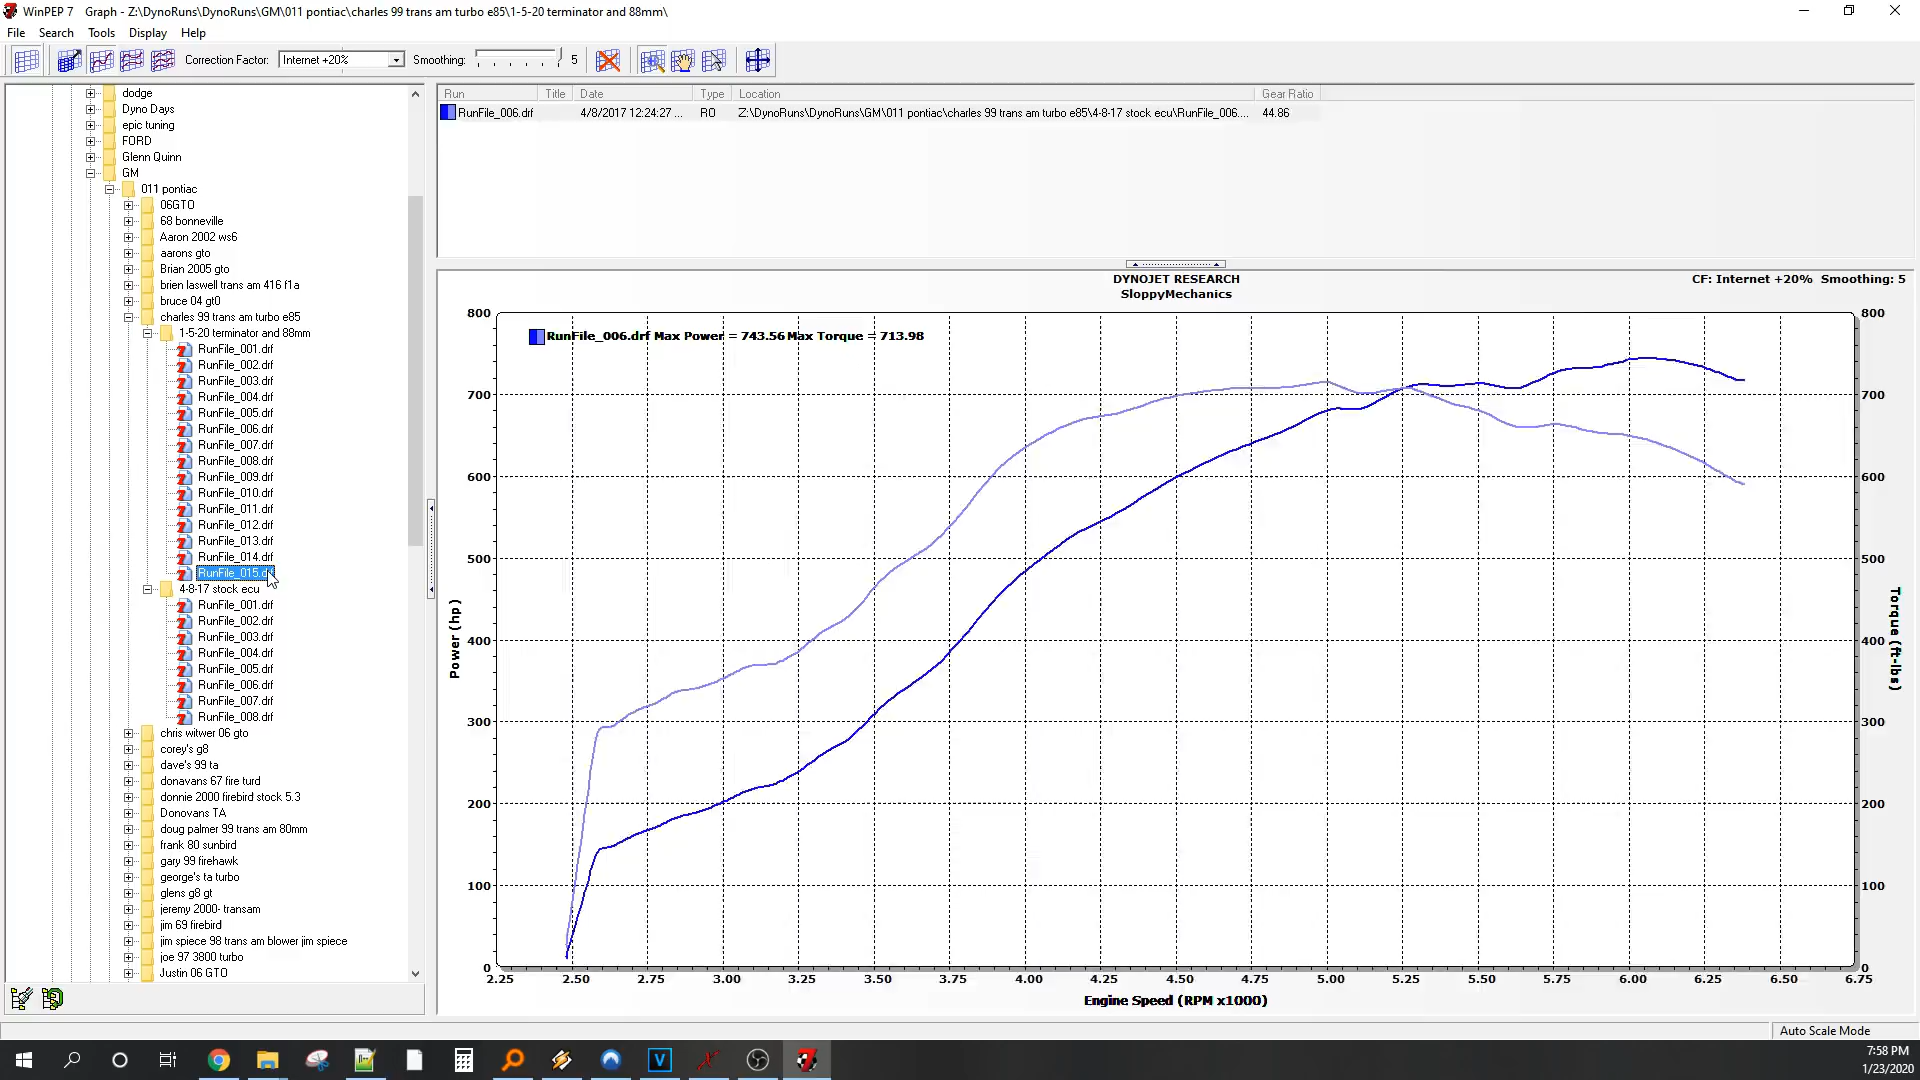 WinPEP 7   Graph - Z:\DynoRuns\DynoRuns\GM\011 pontiac\charles 99 trans am turbo e85\1-5-20 terminator and 88mm\
File Search Tools Display Help
Correction Factor: Internet +20% Smoothing: 5
dodge
Dyno Days
epic tuning
FORD
Glenn Quinn
GM
011 pontiac
06GTO
68 bonneville
Aaron 2002 ws6
aarons gto
Brian 2005 gto
brien laswell trans am 416 f1a
bruce 04 gt0
charles 99 trans am turbo e85
1-5-20 terminator and 88mm
RunFile_001.drf
RunFile_002.drf
RunFile_003.drf
RunFile_004.drf
RunFile_005.drf
RunFile_006.drf
RunFile_007.drf
RunFile_008.drf
RunFile_009.drf
RunFile_010.drf
RunFile_011.drf
RunFile_012.drf
RunFile_013.drf
RunFile_014.drf
RunFile_015.drf
4-8-17 stock ecu
RunFile_001.drf
RunFile_002.drf
RunFile_003.drf
RunFile_004.drf
RunFile_005.drf
RunFile_006.drf
RunFile_007.drf
RunFile_008.drf
chris witwer 06 gto
corey's g8
dave's 99 ta
donavans 67 fire turd
donnie 2000 firebird stock 5.3
Donovans TA
doug palmer 99 trans am 80mm
frank 80 sunbird
gary 99 firehawk
george's ta turbo
glens g8 gt
jeremy 2000- transam
jim 69 firebird
jim spiece 98 trans am blower jim spiece
joe 97 3800 turbo
Justin 06 GTO
Run Title Date Type Location Gear Ratio
RunFile_006.drf 4/8/2017 12:24:27 ... RO Z:\DynoRuns\DynoRuns\GM\011 pontiac\charles 99 trans am turbo e85\4-8-17 stock ecu\RunFile_006.... 44.86
DYNOJET RESEARCH
SloppyMechanics
CF: Internet +20% Smoothing: 5
RunFile_006.drf Max Power = 743.56 Max Torque = 713.98
800 800
700 700
600 600
500 500
400 400
300 300
200 200
100 100
0 0
Power (hp)
Torque (ft-lbs)
2.25 2.50 2.75 3.00 3.25 3.50 3.75 4.00 4.25 4.50 4.75 5.00 5.25 5.50 5.75 6.00 6.25 6.50 6.75
Engine Speed (RPM x1000)
Auto Scale Mode
7:58 PM
1/23/2020